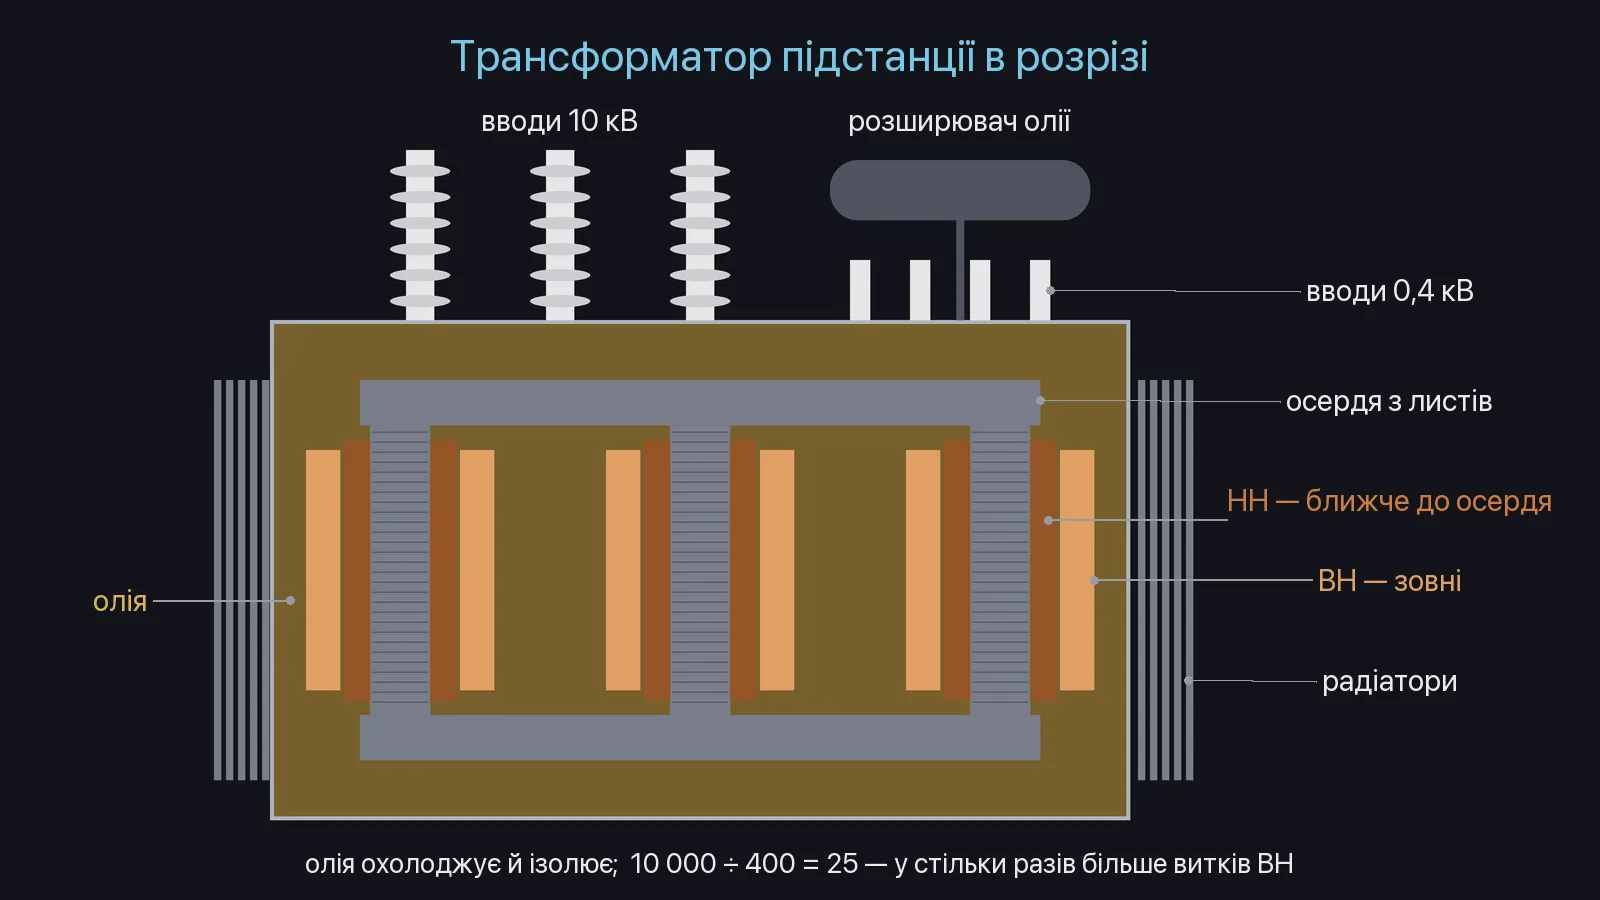 Трансформатор підстанції в розрізі
вводи 10 кВ
розширювач олії
вводи 0,4 кВ
осердя з листів
НН — ближче до осердя
ВН — зовні
олія
радіатори
олія охолоджує й ізолює; 10 000 ÷ 400 = 25 — у стільки разів більше витків ВН